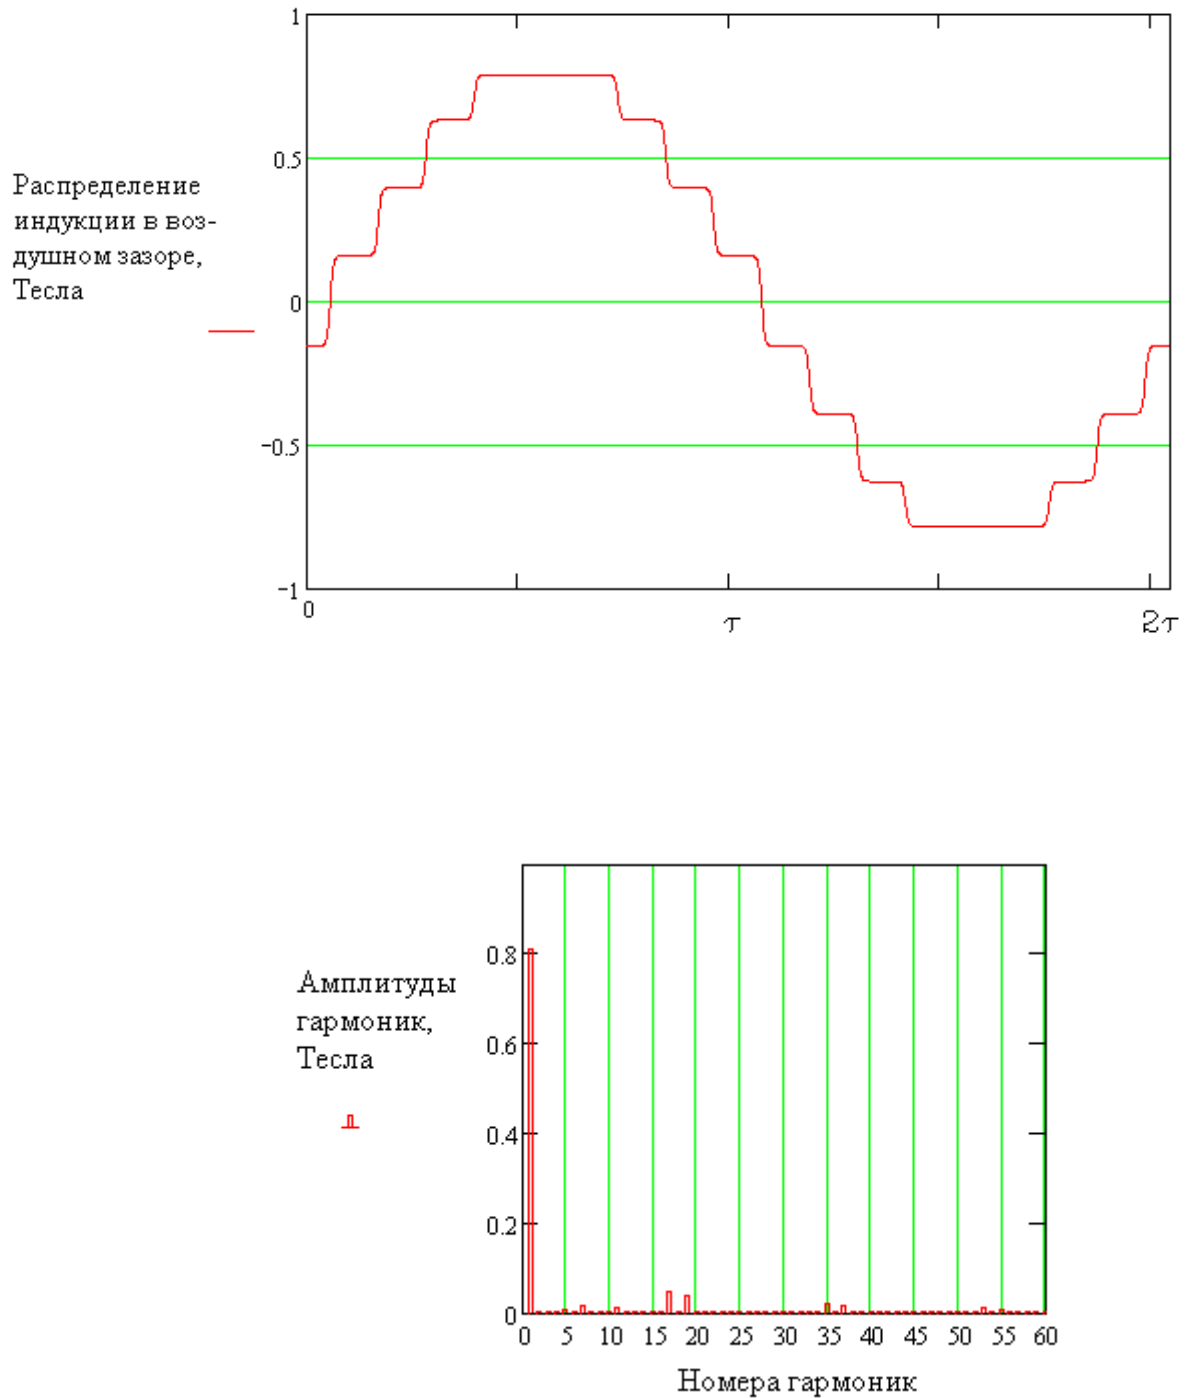 1
0.5
Распределение
индукции в воз-
душном зазоре,
Тесла
0
−0.5
−1
0
τ
2τ
0.8
Амплитуды
гармоник,
Тесла
0.6
0.4
0.2
0
0 5 10 15 20 25 30 35 40 45 50 55 60
Номера гармоник